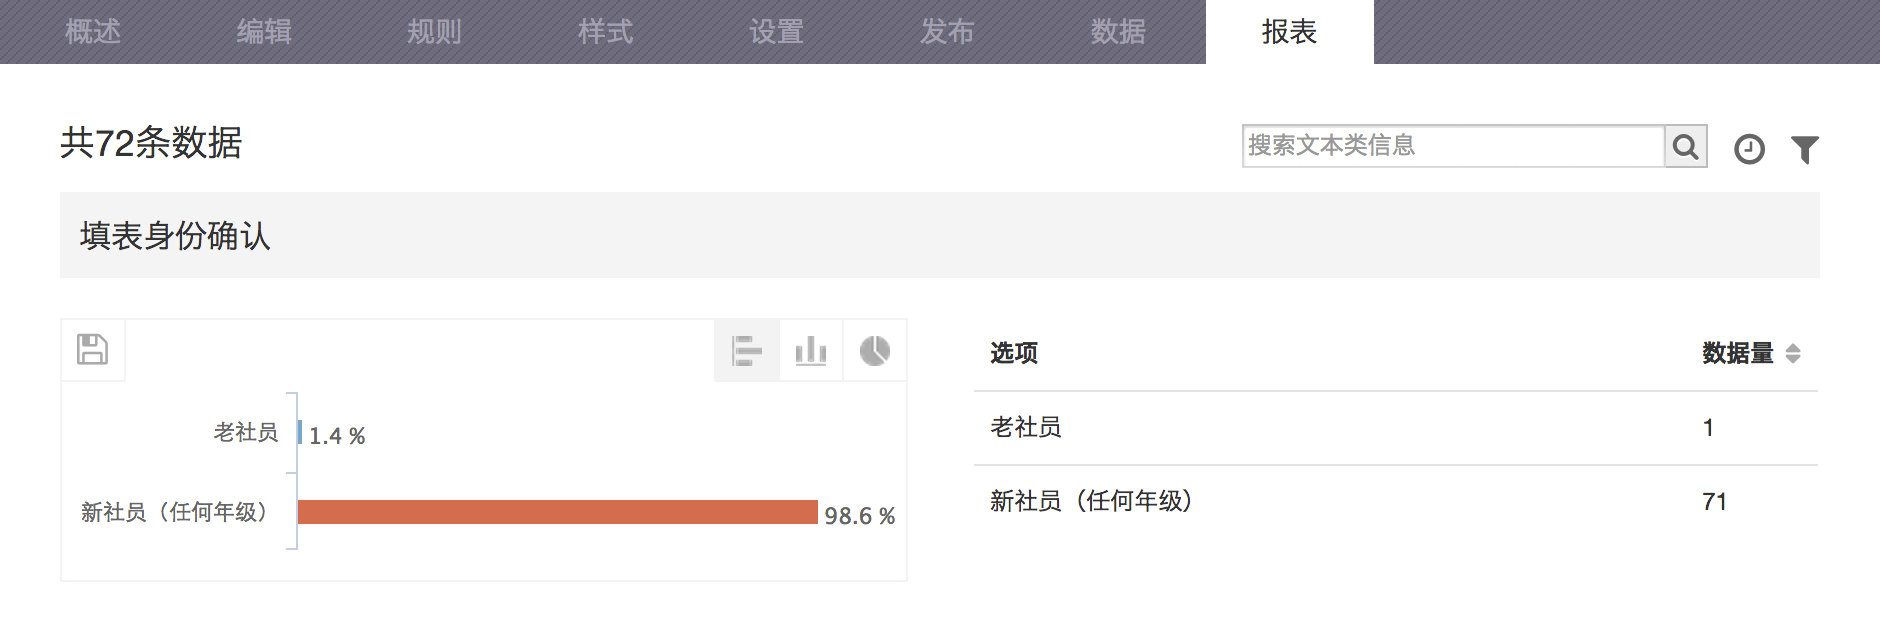 概述 编辑 规则 样式 设置 发布 数据 报表
共72条数据
搜索文本类信息
填表身份确认
老社员 1.4 %
新社员（任何年级） 98.6 %
选项 数据量
老社员 1
新社员（任何年级） 71